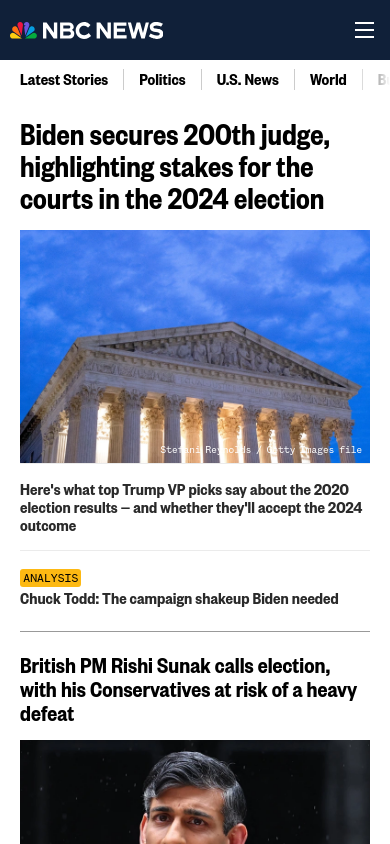 NBC NEWS
Latest Stories
Politics
U.S. News
World
Biden secures 200th judge,
highlighting stakes for the
courts in the 2024 election
Stefani Reynolds / Getty Images file
Here's what top Trump VP picks say about the 2020
election results — and whether they'll accept the 2024
outcome
ANALYSIS
Chuck Todd: The campaign shakeup Biden needed
British PM Rishi Sunak calls election,
with his Conservatives at risk of a heavy
defeat